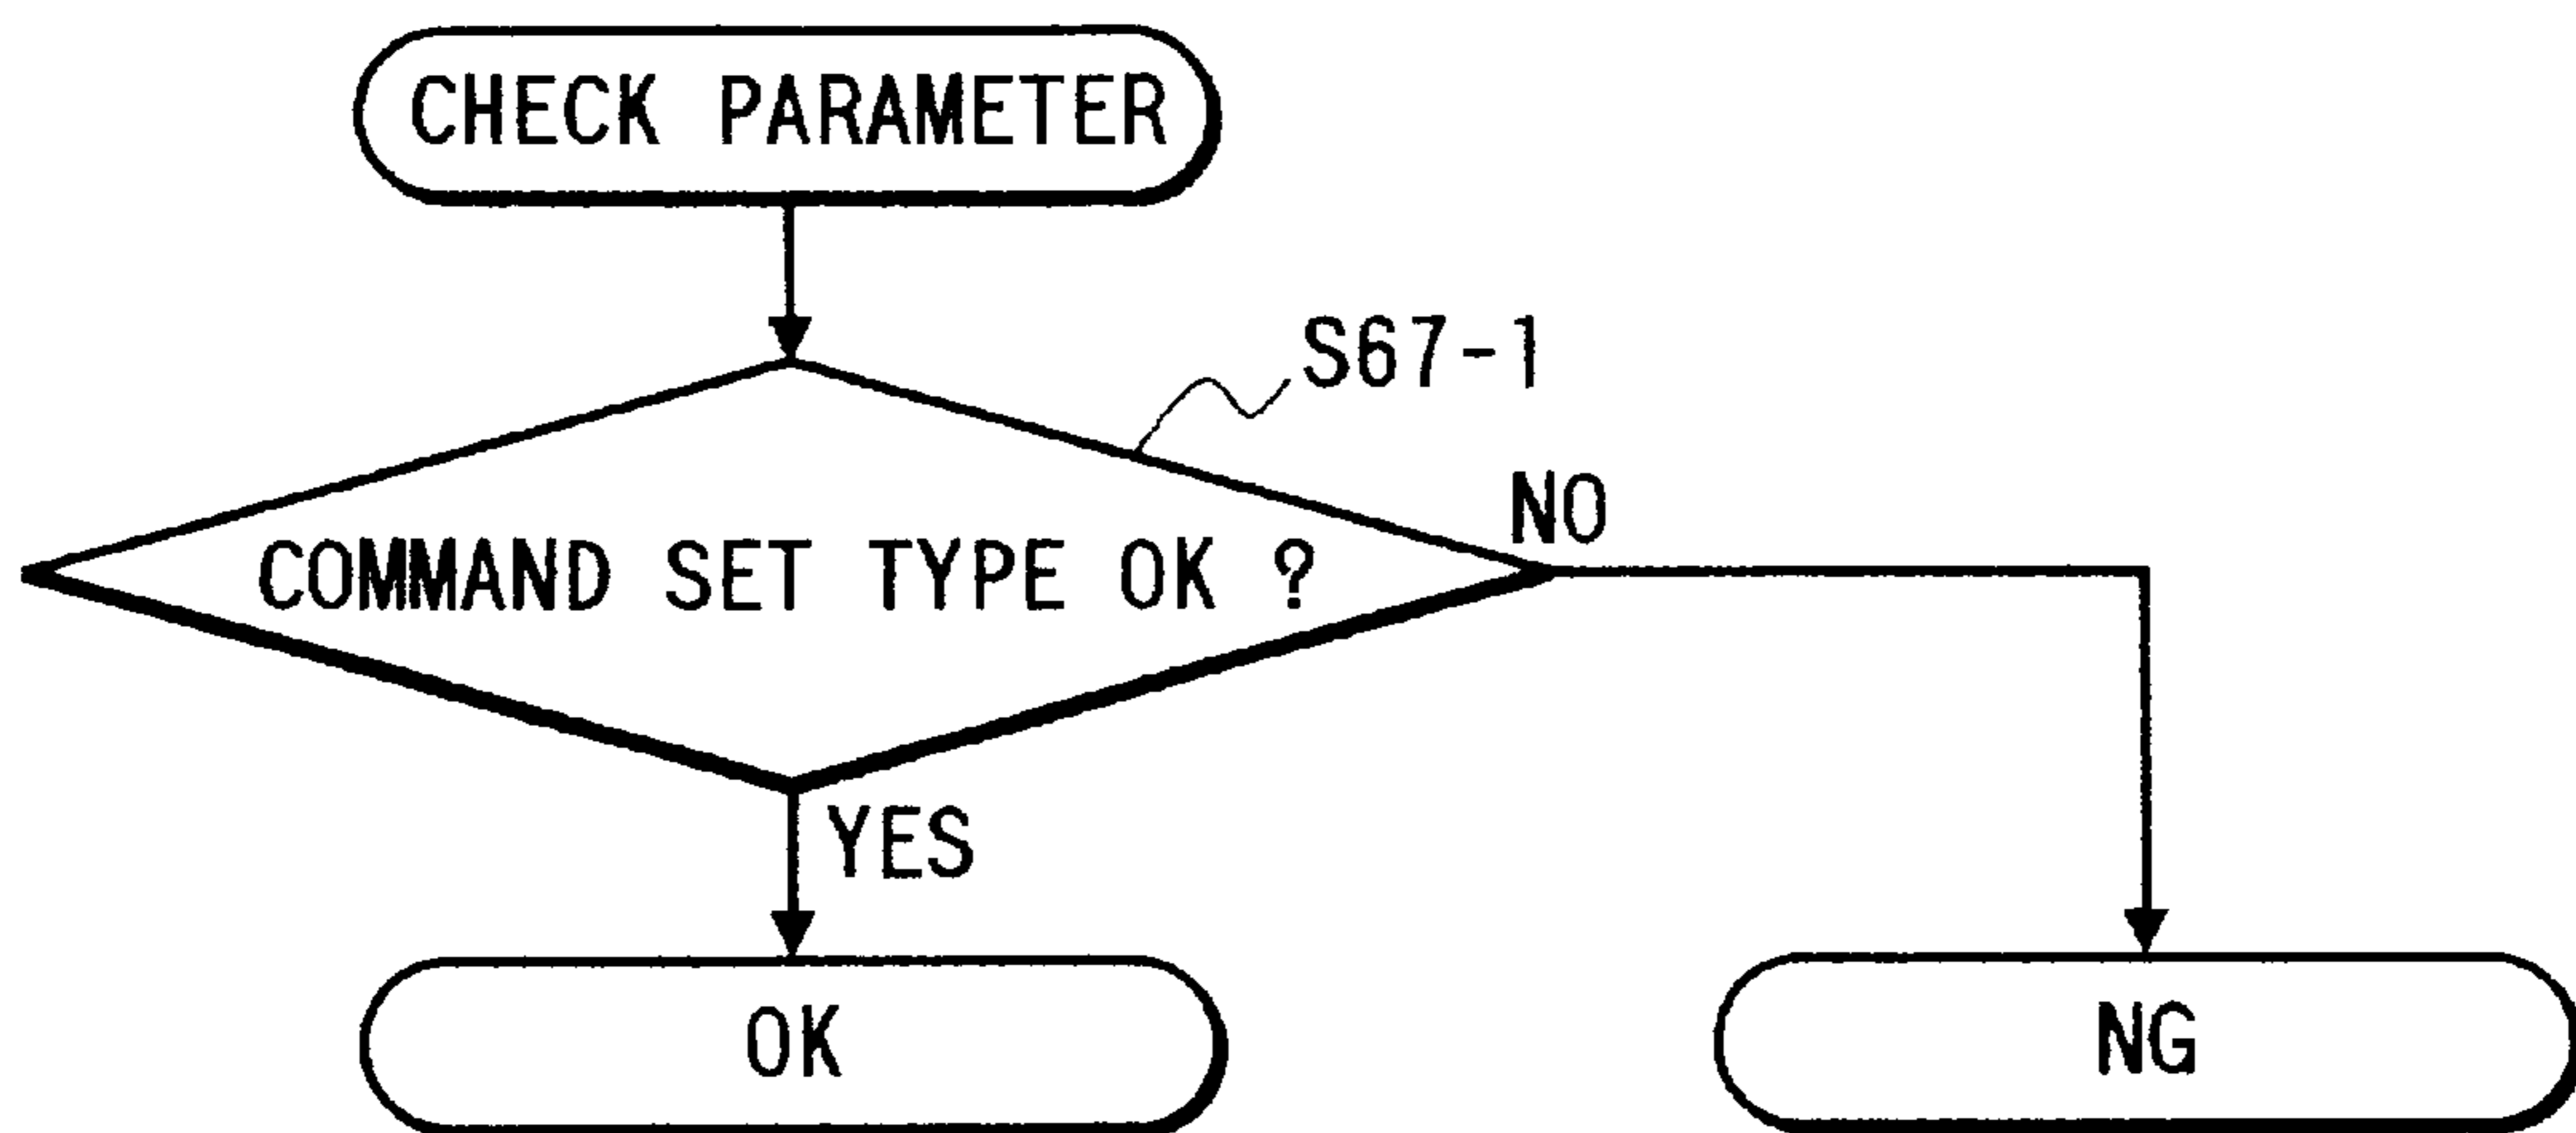 CHECK PARAMETER
S67-1
NO
COMMAND SET TYPE OK ?
YES
OK
NG